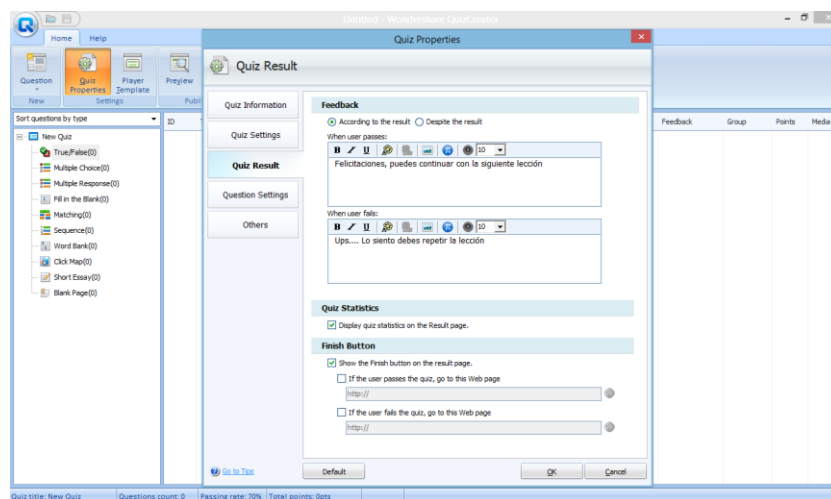 Untitled - Wondershare QuizCreator
Home Help
Question
New
Quiz Properties
Player Template
Settings
Preview
Publ
Sort questions by type
ID
Feedback Group Points Media
New Quiz
True/False(0)
Multiple Choice(0)
Multiple Response(0)
Fill in the Blank(0)
Matching(0)
Sequence(0)
Word Bank(0)
Click Map(0)
Short Essay(0)
Blank Page(0)
Quiz Properties
Quiz Result
Quiz Information
Quiz Settings
Quiz Result
Question Settings
Others
Feedback
According to the result Despite the result
When user passes:
B I U 10
Felicitaciones, puedes continuar con la siguiente lección
When user fails:
B I U 10
Ups.... Lo siento debes repetir la lección
Quiz Statistics
Display quiz statistics on the Result page.
Finish Button
Show the Finish button on the result page.
If the user passes the quiz, go to this Web page
http://
If the user fails the quiz, go to this Web page
http://
Go to Tips
Default OK Cancel
Quiz title: New Quiz Questions count: 0 Passing rate: 70% Total points: 0pts